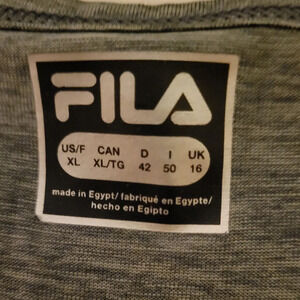 FILA
US/F CAN D I UK
XL XL/TG 42 50 16
made in Egypt/ fabriqué en Egypte/
hecho en Egipto